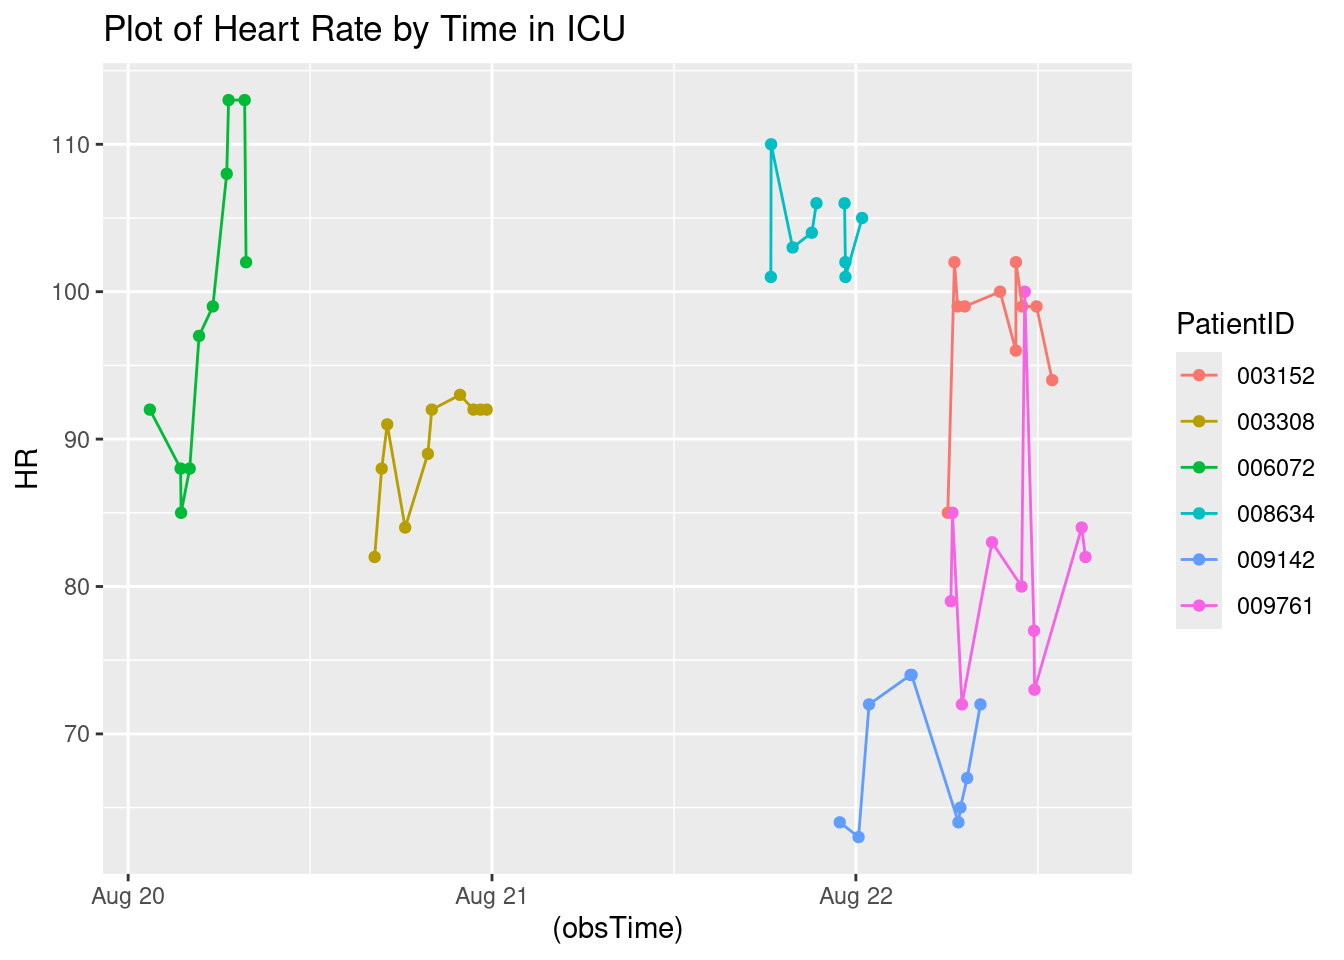 Plot of Heart Rate by Time in ICU
110
100
90
80
70
HR
Aug 20
Aug 21
Aug 22
(obsTime)
PatientID
003152
003308
006072
008634
009142
009761